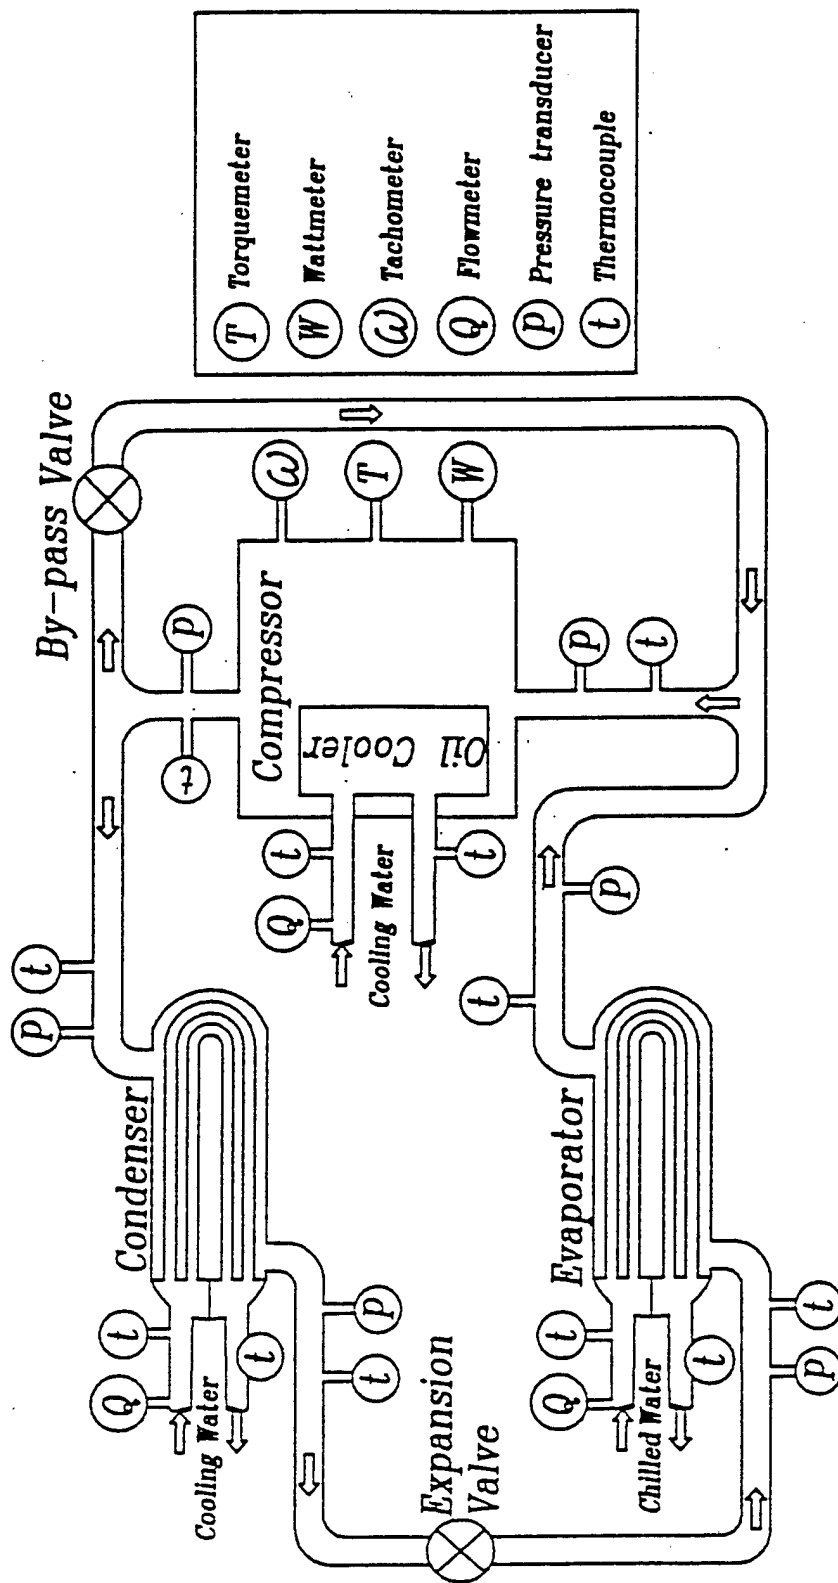 By-pass Valve
p
t
t
p
Condenser
Q
t
t
Cooling Water
p
t
Expansion
Valve
Compressor
ω
T
W
Oil
Cooler
t
Q
t
Cooling Water
p
t
p
t
Evaporator
Q
t
t
Chilled Water
t
p
T Torquemeter
W Wattmeter
ω Tachometer
Q Flowmeter
p Pressure transducer
t Thermocouple